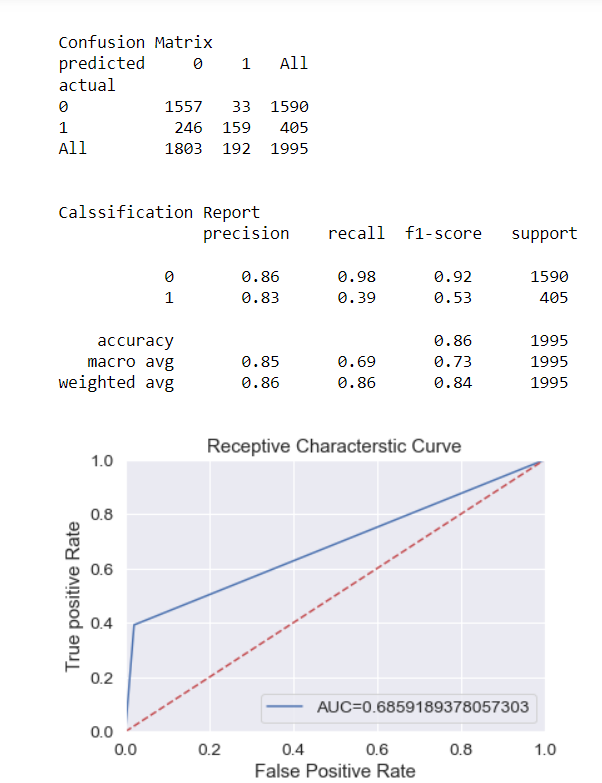 Confusion Matrix
predicted 0 1 All
actual
0 1557 33 1590
1 246 159 405
All 1803 192 1995
Calssification Report
precision recall f1-score support
0 0.86 0.98 0.92 1590
1 0.83 0.39 0.53 405
accuracy 0.86 1995
macro avg 0.85 0.69 0.73 1995
weighted avg 0.86 0.86 0.84 1995
Receptive Characterstic Curve
1.0
0.8
0.6
0.4
0.2
0.0
True positive Rate
AUC=0.6859189378057303
0.0 0.2 0.4 0.6 0.8 1.0
False Positive Rate